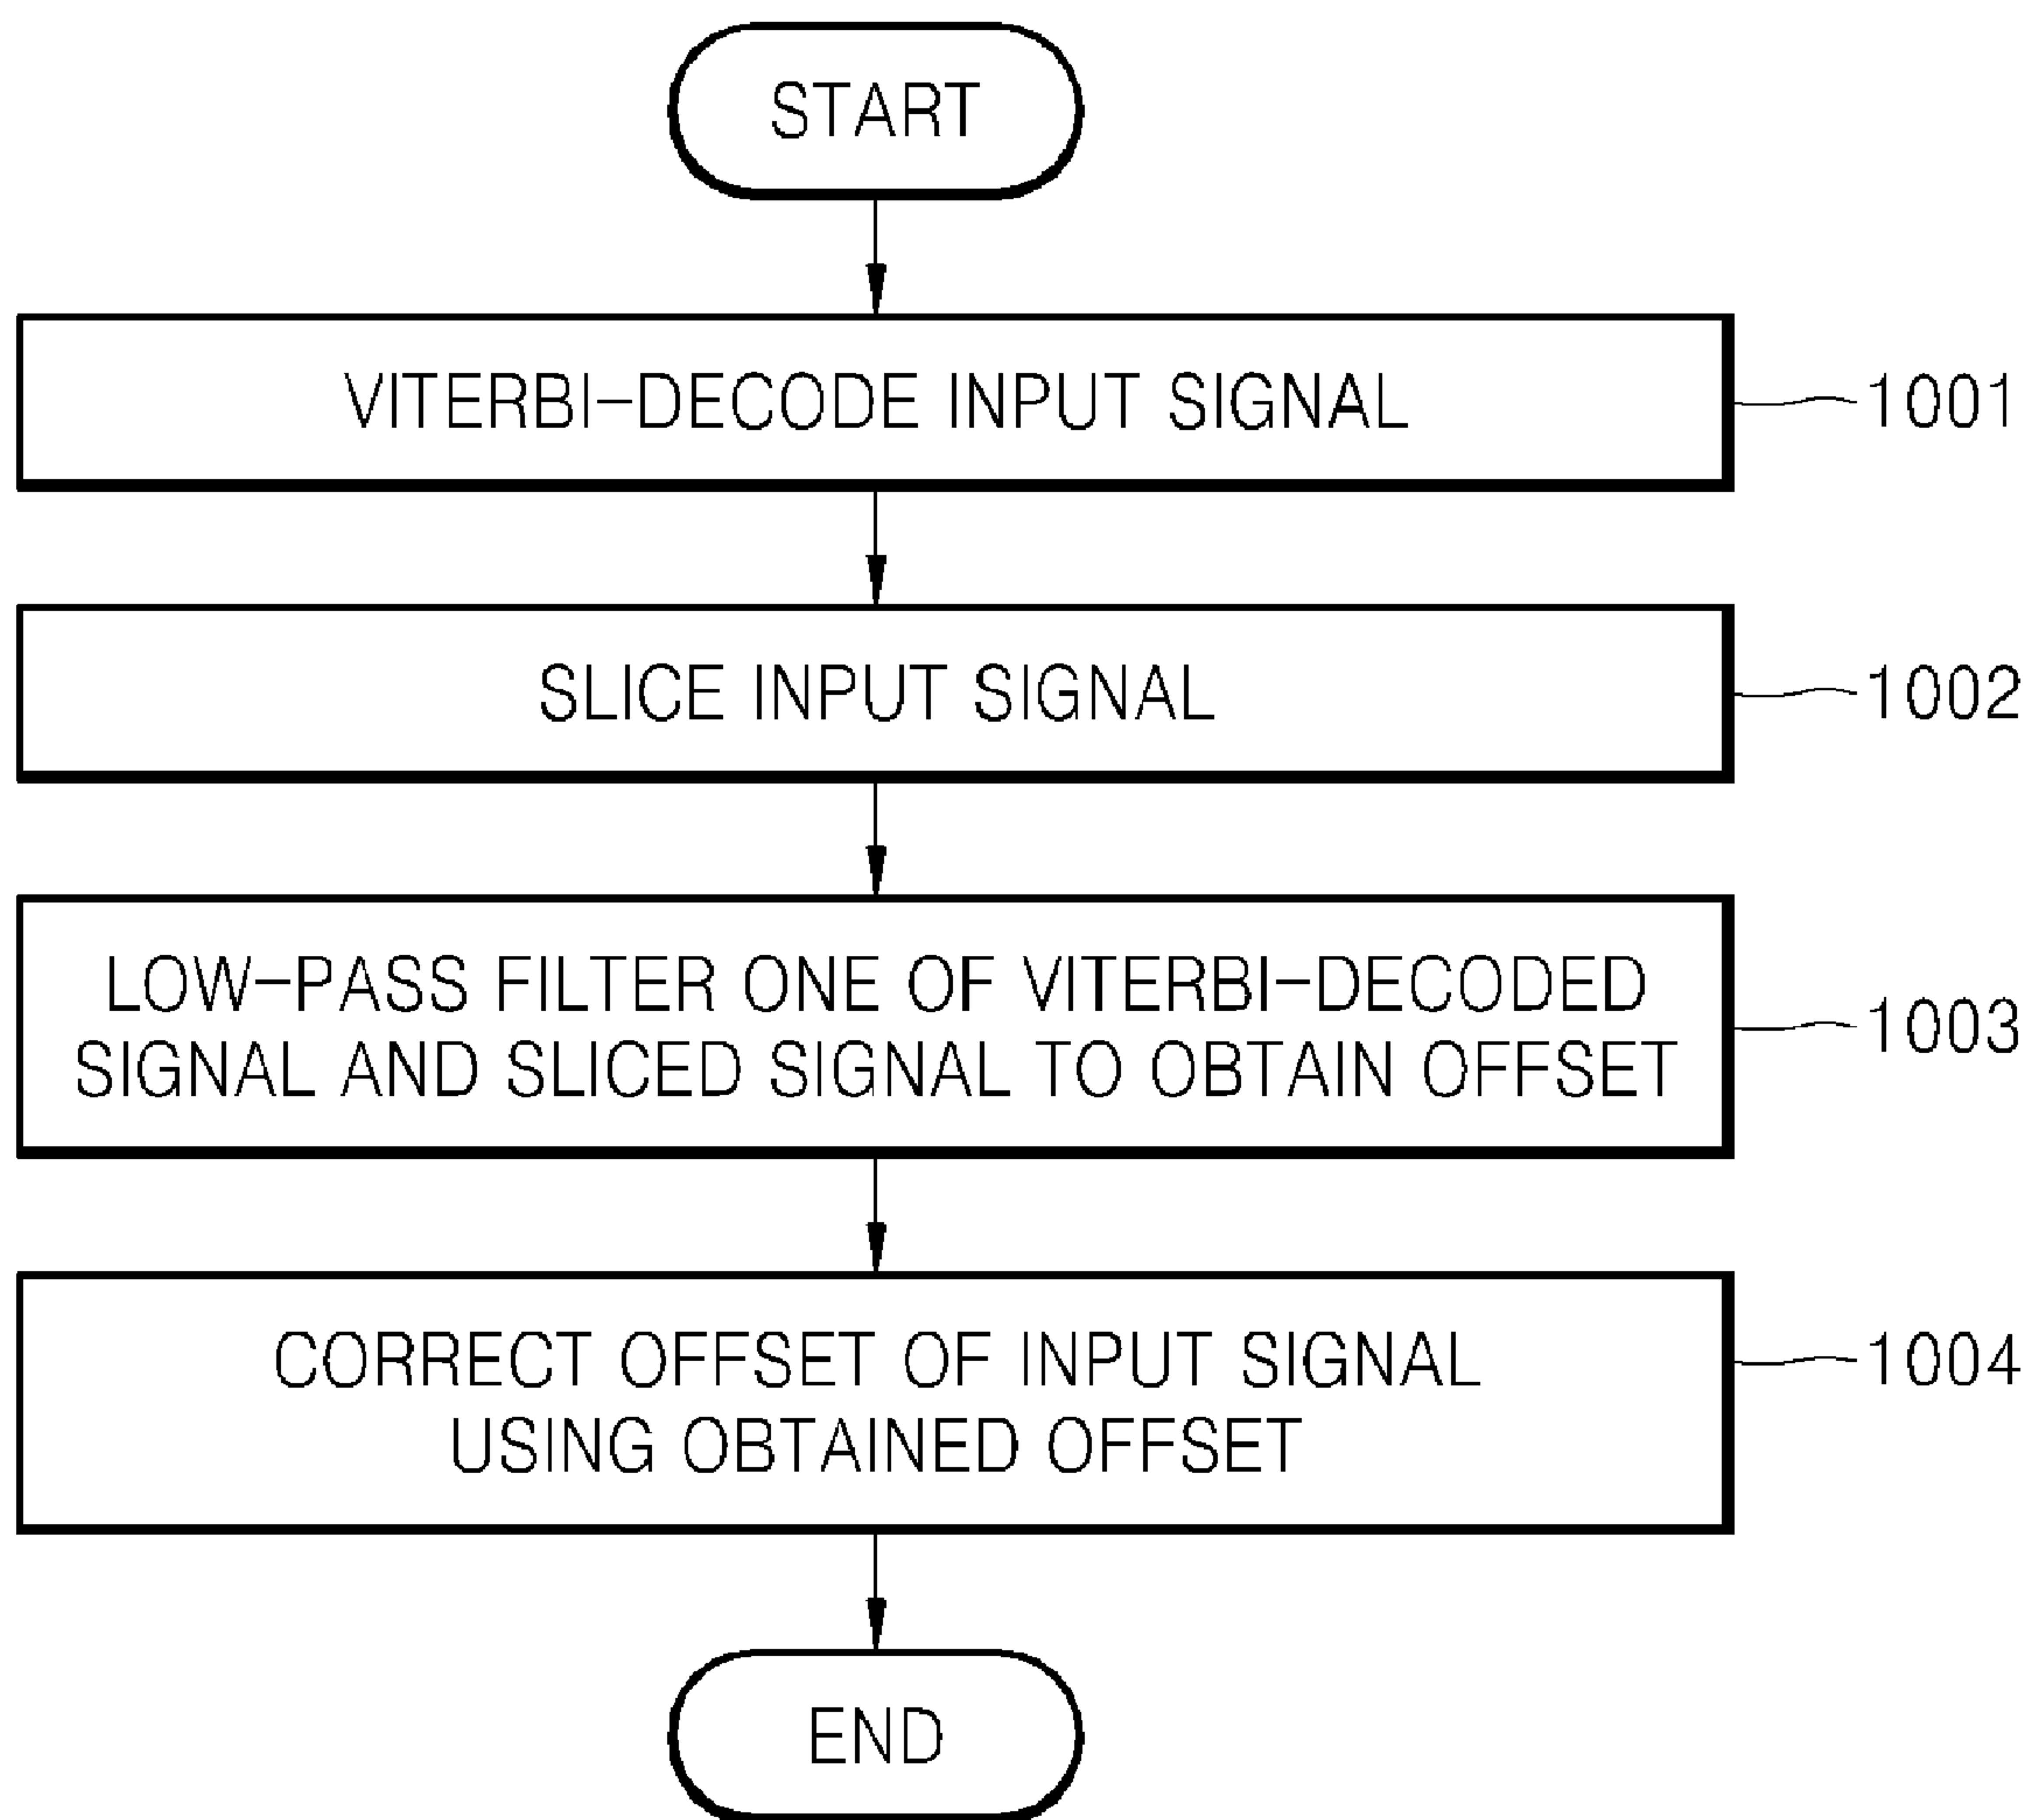 START
VITERBI-DECODE INPUT SIGNAL
1001
SLICE INPUT SIGNAL
1002
LOW-PASS FILTER ONE OF VITERBI-DECODED
SIGNAL AND SLICED SIGNAL TO OBTAIN OFFSET
1003
CORRECT OFFSET OF INPUT SIGNAL
USING OBTAINED OFFSET
1004
END